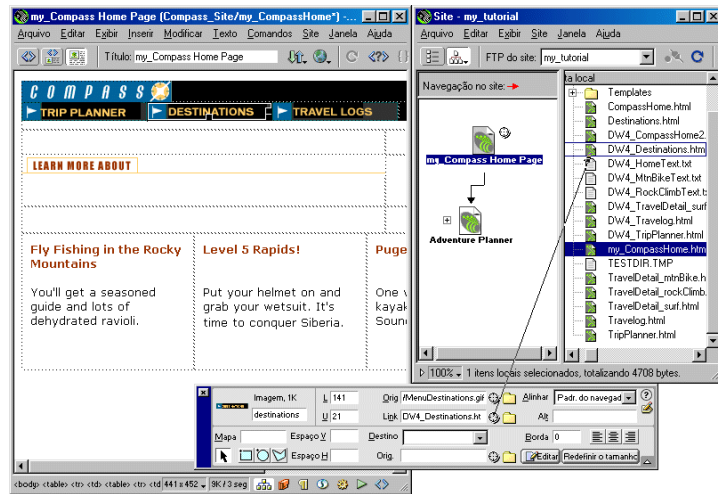 my_Compass Home Page (Compass_Site/my_CompassHome*) -...
Arquivo Editar Exibir Inserir Modificar Texto Comandos Site Janela Ajuda
Título: my_Compass Home Page
COMPASS
TRIP PLANNER DESTINATIONS TRAVEL LOGS
LEARN MORE ABOUT
Fly Fishing in the Rocky Mountains
You'll get a seasoned
guide and lots of
dehydrated ravioli.
Level 5 Rapids!
Put your helmet on and
grab your wetsuit. It's
time to conquer Siberia.
Puge
One
kayak
Soun
<body> <table> <tr> <td> <table> <tr> <td 441 x 452 9K / 3 seg
Site - my_tutorial
Arquivo Editar Exibir Site Janela Ajuda
FTP do site: my_tutorial
Navegação no site:
my_Compass Home Page
Adventure Planner
ta local
Templates
CompassHome.html
Destinations.html
DW4_CompassHome2.
DW4_Destinations.htm
DW4_HomeText.txt
DW4_MtnBikeText.txt
DW4_RockClimbText.t
DW4_TravelDetail_surf
DW4_Travelog.html
DW4_TripPlanner.html
my_CompassHome.htm
TESTDIR.TMP
TravelDetail_mtnBike.h
TravelDetail_rockClimb.
TravelDetail_surf.html
Travelog.html
TripPlanner.html
100% 1 itens locais selecionados, totalizando 4708 bytes.
Imagem, 1K L 141 Orig /MenuDestinations.gif Alinhar Padr. do navegad
destinations U 21 Link DW4_Destinations.ht Alt
Mapa Espaço V Destino Borda 0
Espaço H Orig. Editar Redefinir o tamanho